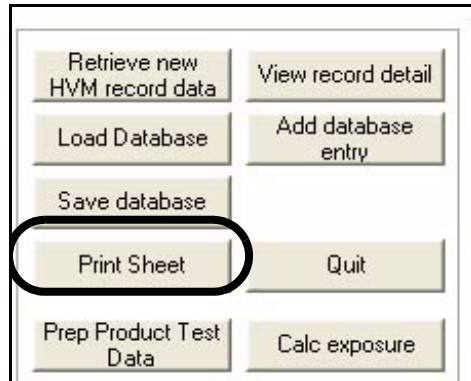 Retrieve new
HVM record data
View record detail
Load Database
Add database
entry
Save database
Print Sheet
Quit
Prep Product Test
Data
Calc exposure